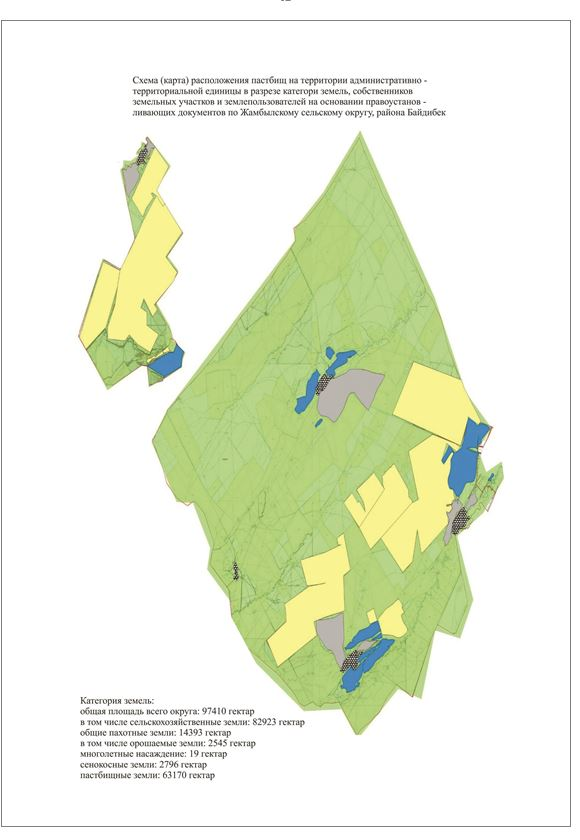 Схема (карта) расположения пастбищ на территории административно -
территориальной единицы в разрезе категори земель, собственников
земельных участков и землепользователей на основании правоустанов -
ливающих документов по Жамбылскому сельскому округу, района Байдибек
Категория земель:
общая площадь всего округа: 97410 гектар
в том числе сельскохозяйственные земли: 82923 гектар
общие пахотные земли: 14393 гектар
в том числе орошаемые земли: 2545 гектар
многолетные насаждение: 19 гектар
сенокосные земли: 2796 гектар
пастбищные земли: 63170 гектар